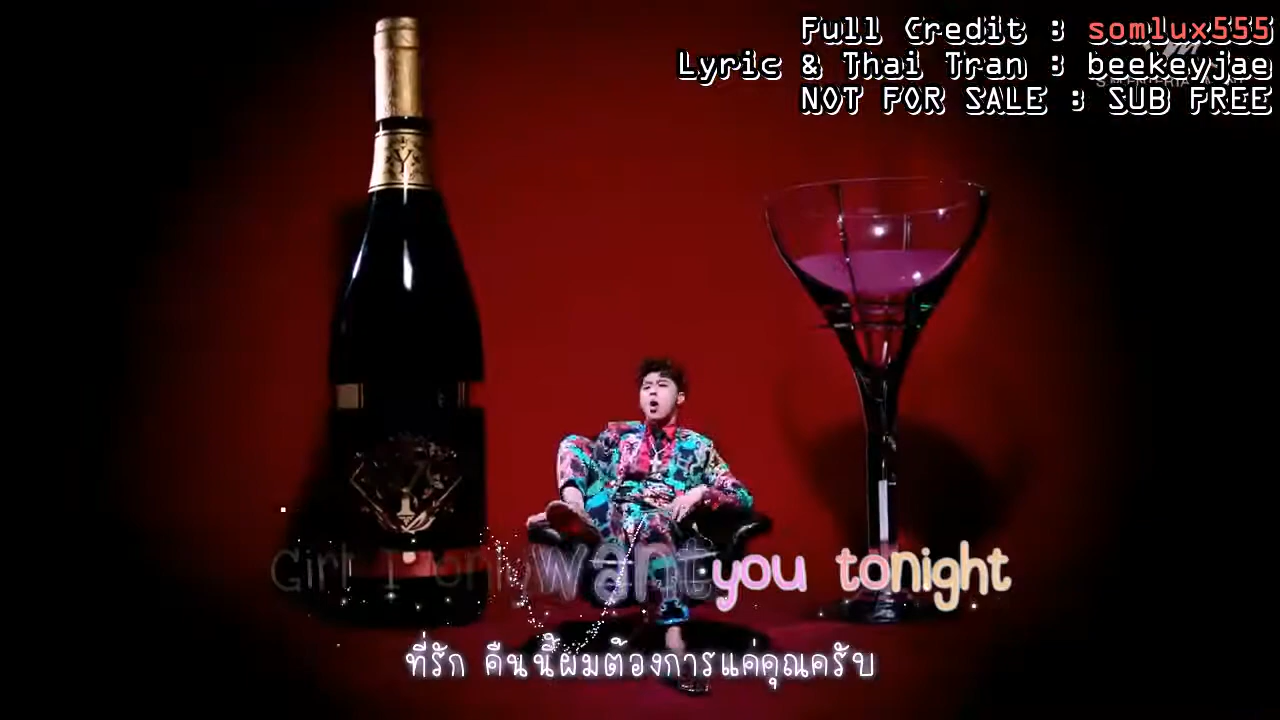 Full Credit : somlux555
Lyric & Thai Tran : beekeyjae
NOT FOR SALE : SUB FREE
Y
Girl I only want you tonight
ที่รัก คืนนี้ผมต้องการแค่คุณครับ